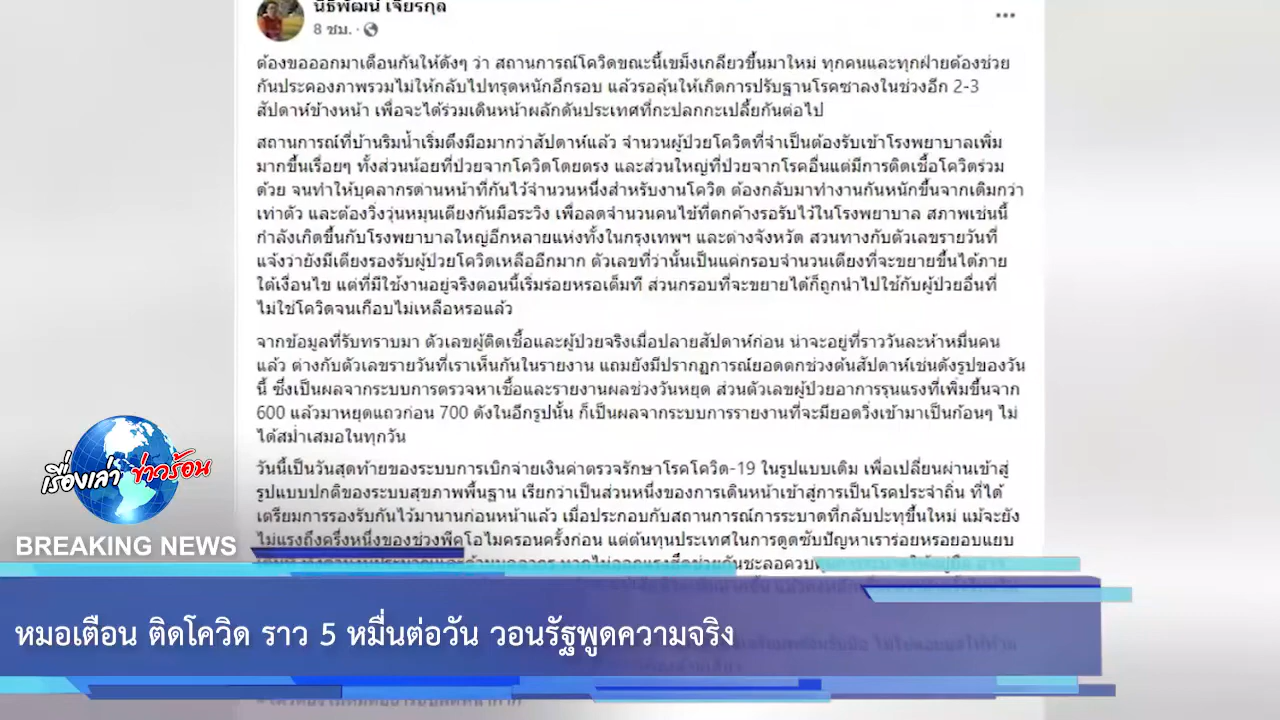 นิธิพัฒน์ เจียรกุล
8 ชม. ·
ต้องขอออกมาเตือนกันให้ดังๆ ว่า สถานการณ์โควิดขณะนี้เขม็งเกลียวขึ้นมาใหม่ ทุกคนและทุกฝ่ายต้องช่วย
กันประคองภาพรวมไม่ให้กลับไปทรุดหนักอีกรอบ แล้วรอลุ้นให้เกิดการปรับฐานโรคซาลงในช่วงอีก 2-3
สัปดาห์ข้างหน้า เพื่อจะได้ร่วมเดินหน้าผลักดันประเทศที่กะปลกกะเปลี้ยกันต่อไป
สถานการณ์ที่บ้านริมน้ำเริ่มตึงมือมากว่าสัปดาห์แล้ว จำนวนผู้ป่วยโควิดที่จำเป็นต้องรับเข้าโรงพยาบาลเพิ่ม
มากขึ้นเรื่อยๆ ทั้งส่วนน้อยที่ป่วยจากโควิดโดยตรง และส่วนใหญ่ที่ป่วยจากโรคอื่นแต่มีการติดเชื้อโควิดร่วม
ด้วย จนทำให้บุคลากรด่านหน้าที่กันไว้จำนวนหนึ่งสำหรับงานโควิด ต้องกลับมาทำงานกันหนักขึ้นจากเดิมกว่า
เท่าตัว และต้องวิ่งวุ่นหมุนเตียงกันมือระวิง เพื่อลดจำนวนคนไข้ที่ตกค้างรอรับไว้ในโรงพยาบาล สภาพเช่นนี้
กำลังเกิดขึ้นกับโรงพยาบาลใหญ่อีกหลายแห่งทั้งในกรุงเทพฯ และต่างจังหวัด สวนทางกับตัวเลขรายวันที่
แจ้งว่ายังมีเตียงรองรับผู้ป่วยโควิดเหลืออีกมาก ตัวเลขที่ว่านั้นเป็นแค่กรอบจำนวนเตียงที่จะขยายขึ้นได้ภาย
ใต้เงื่อนไข แต่ที่มีใช้งานอยู่จริงตอนนี้เริ่มร่อยหรอเต็มที ส่วนกรอบที่จะขยายได้ก็ถูกนำไปใช้กับผู้ป่วยอื่นที่
ไม่ใช่โควิดจนเกือบไม่เหลือหรอแล้ว
จากข้อมูลที่รับทราบมา ตัวเลขผู้ติดเชื้อและผู้ป่วยจริงเมื่อปลายสัปดาห์ก่อน น่าจะอยู่ที่ราววันละห้าหมื่นคน
แล้ว ต่างกับตัวเลขรายวันที่เราเห็นกันในรายงาน แถมยังมีปรากฏการณ์ยอดตกช่วงต้นสัปดาห์เช่นดังรูปของวัน
นี้ ซึ่งเป็นผลจากระบบการตรวจหาเชื้อและรายงานผลช่วงวันหยุด ส่วนตัวเลขผู้ป่วยอาการรุนแรงที่เพิ่มขึ้นจาก
600 แล้วมาหยุดแถวก่อน 700 ดังในอีกรูปนั้น ก็เป็นผลจากระบบการรายงานที่จะมียอดวิ่งเข้ามาเป็นก้อนๆ ไม่
ได้สม่ำเสมอในทุกวัน
วันนี้เป็นวันสุดท้ายของระบบการเบิกจ่ายเงินค่าตรวจรักษาโรคโควิด-19 ในรูปแบบเดิม เพื่อเปลี่ยนผ่านเข้าสู่
รูปแบบปกติของระบบสุขภาพพื้นฐาน เรียกว่าเป็นส่วนหนึ่งของการเดินหน้าเข้าสู่การเป็นโรคประจำถิ่น ที่ได้
เตรียมการรองรับกันไว้มานานก่อนหน้าแล้ว เมื่อประกอบกับสถานการณ์การระบาดที่กลับปะทุขึ้นใหม่ แม้จะยัง
ไม่แรงถึงครึ่งหนึ่งของช่วงพีคโอไมครอนครั้งก่อน แต่ต้นทุนประเทศในการดูดซับปัญหาเราร่อยหรอยอบแยบ
เรื่องเล่า ข่าวร้อน
BREAKING NEWS
หมอเตือน ติดโควิด ราว 5 หมื่นต่อวัน วอนรัฐพูดความจริง